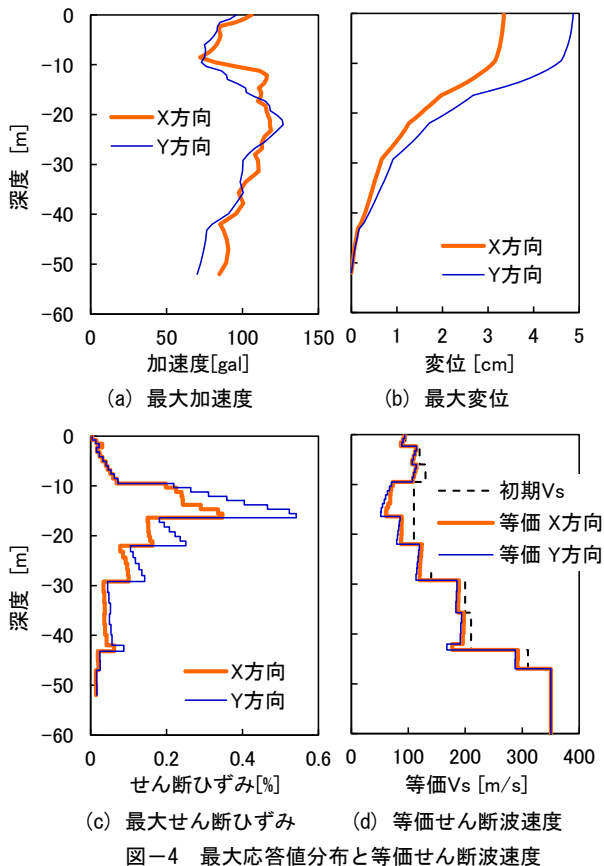 0
-10
-20
-30
-40
-50
-60
深度 [m]
X方向
Y方向
0 50 100 150
加速度[gal]
(a) 最大加速度
X方向
Y方向
0 1 2 3 4 5
変位 [cm]
(b) 最大変位
0
-10
-20
-30
-40
-50
-60
深度 [m]
X方向
Y方向
0 0.2 0.4 0.6
せん断ひずみ[%]
(c) 最大せん断ひずみ
初期Vs
等価 X方向
等価 Y方向
0 100 200 300 400
等価Vs [m/s]
(d) 等価せん断波速度
図－4 最大応答値分布と等価せん断波速度